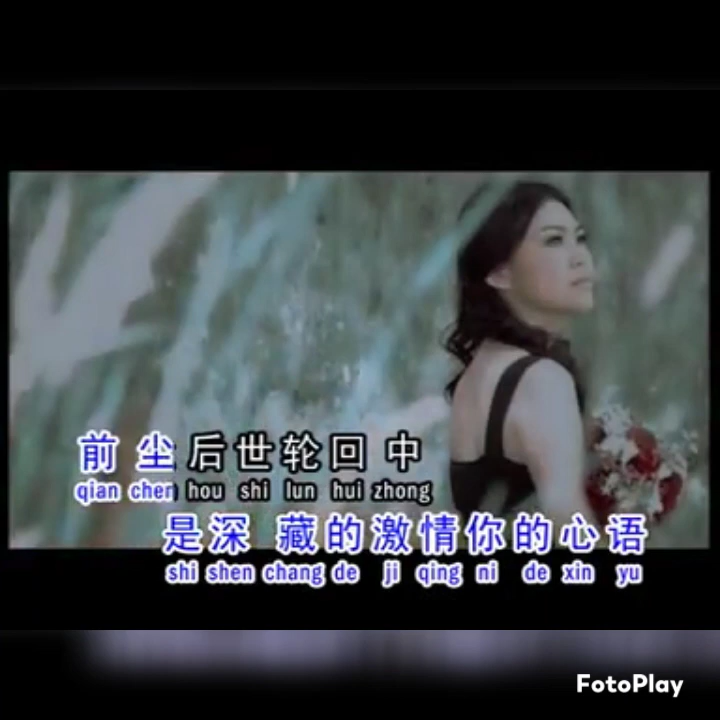 前尘后世轮回中
qian chen hou shi lun hui zhong
是深藏的激情你的心语
shi shen chang de ji qing ni de xin yu
FotoPlay